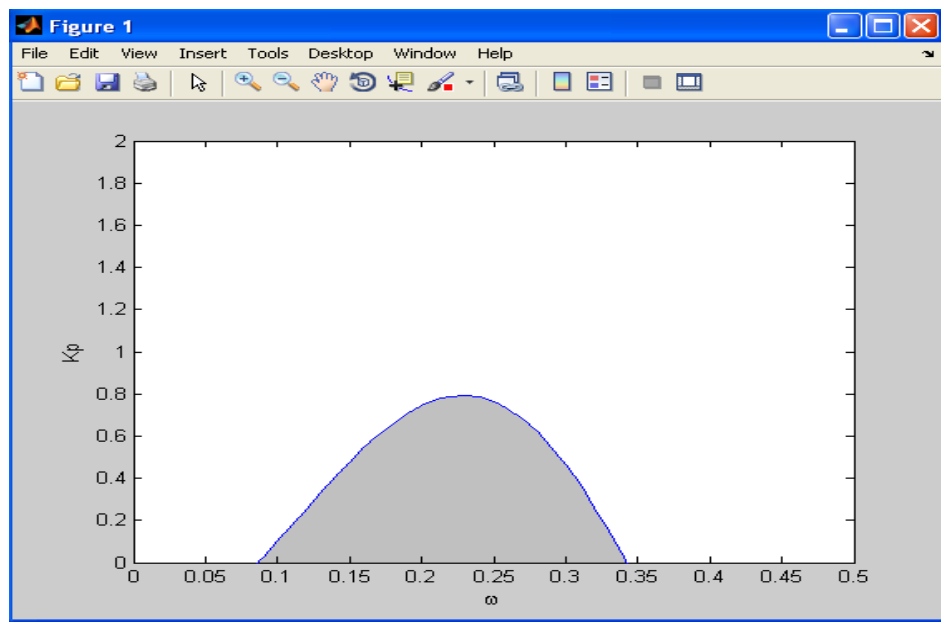 Figure 1
File Edit View Insert Tools Desktop Window Help
2
1.8
1.6
1.4
1.2
1
0.8
0.6
0.4
0.2
0
Kp
0 0.05 0.1 0.15 0.2 0.25 0.3 0.35 0.4 0.45 0.5
ω